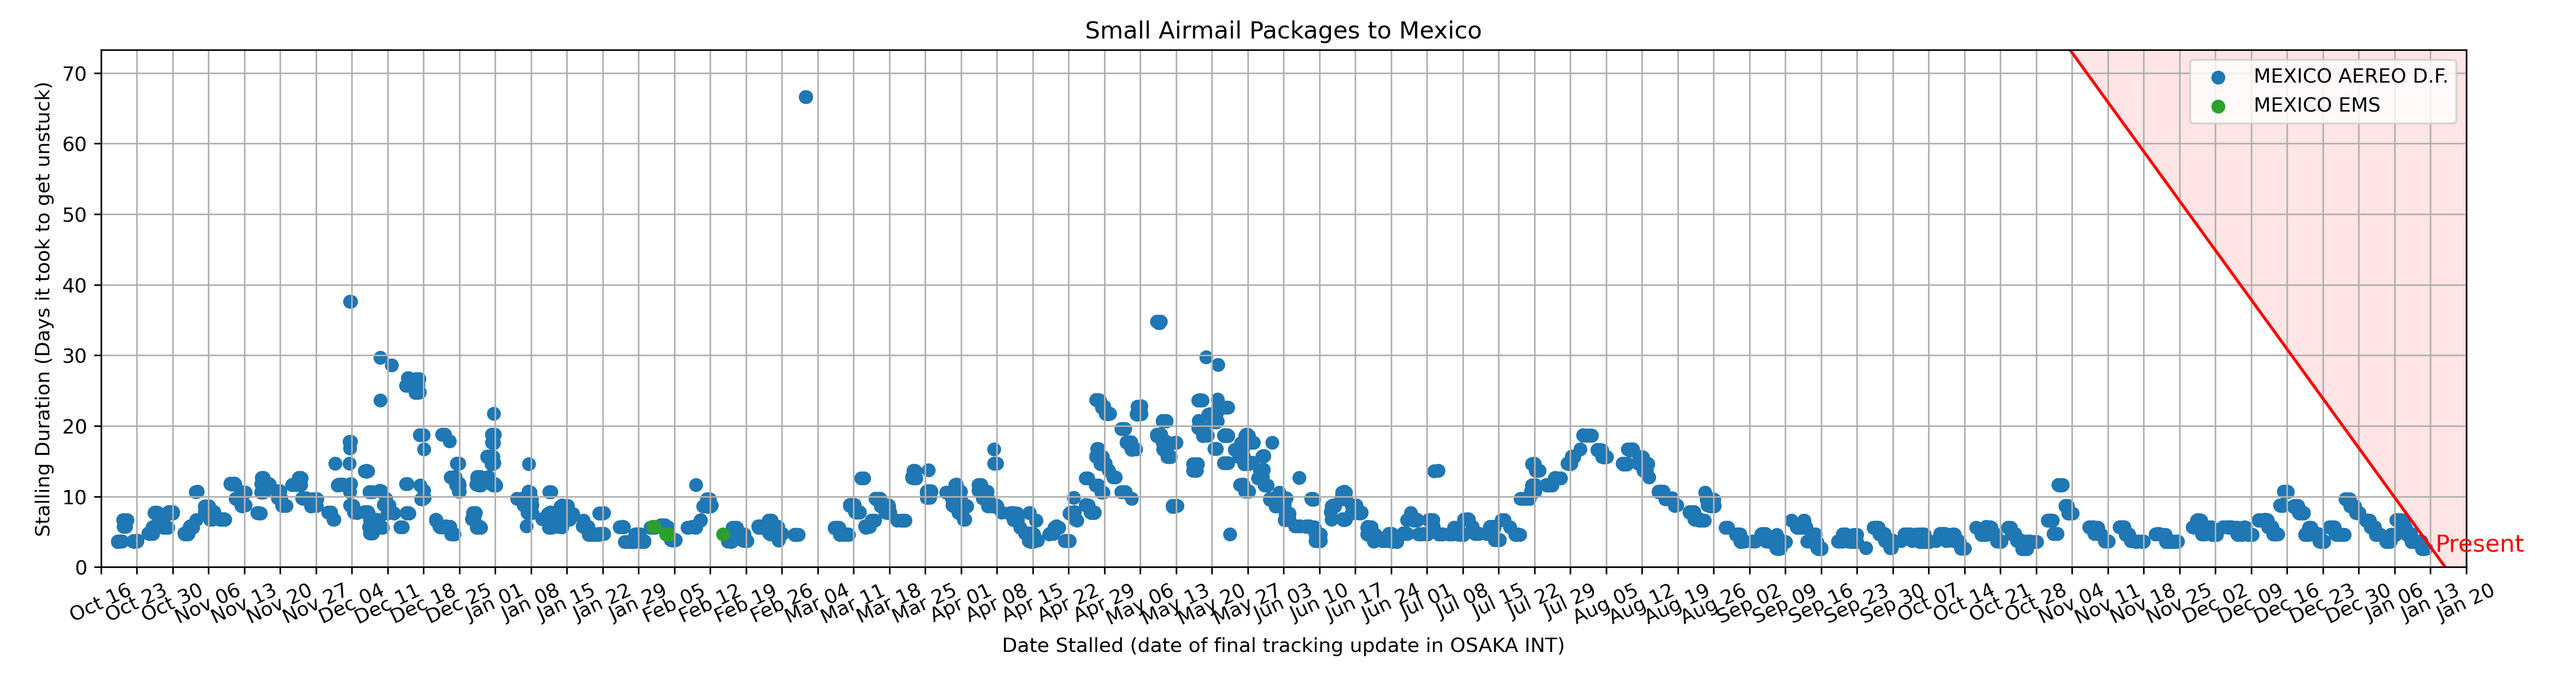 Small Airmail Packages to Mexico
MEXICO AEREO D.F.
MEXICO EMS
Stalling Duration (Days it took to get unstuck)
70
60
50
40
30
20
10
0
Present
Oct 16
Oct 23
Oct 30
Nov 06
Nov 13
Nov 20
Nov 27
Dec 04
Dec 11
Dec 18
Dec 25
Jan 01
Jan 08
Jan 15
Jan 22
Jan 29
Feb 05
Feb 12
Feb 19
Feb 26
Mar 04
Mar 11
Mar 18
Mar 25
Apr 01
Apr 08
Apr 15
Apr 22
Apr 29
May 06
May 13
May 20
May 27
Jun 03
Jun 10
Jun 17
Jun 24
Jul 01
Jul 08
Jul 15
Jul 22
Jul 29
Aug 05
Aug 12
Aug 19
Aug 26
Sep 02
Sep 09
Sep 16
Sep 23
Sep 30
Oct 07
Oct 14
Oct 21
Oct 28
Nov 04
Nov 11
Nov 18
Nov 25
Dec 02
Dec 09
Dec 16
Dec 23
Dec 30
Jan 06
Jan 13
Jan 20
Date Stalled (date of final tracking update in OSAKA INT)